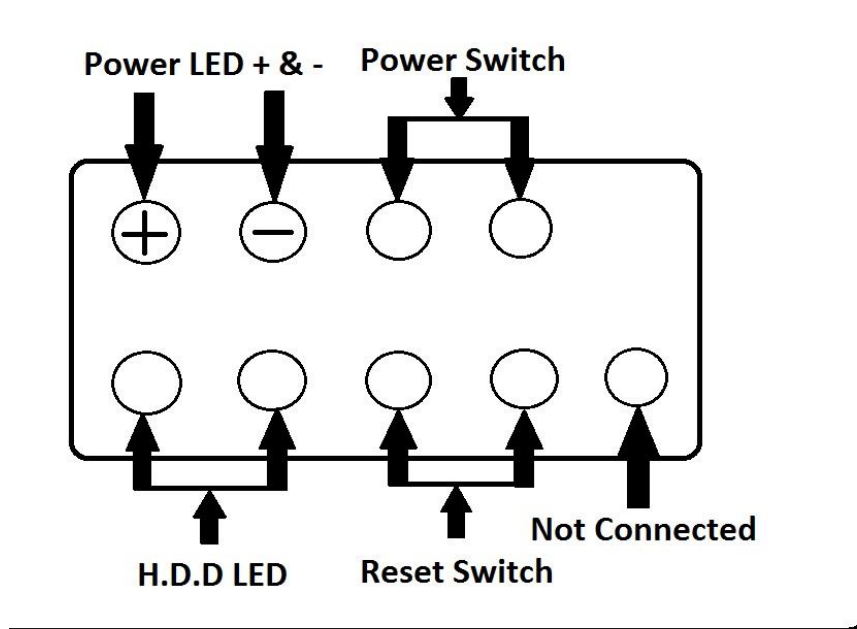 Power LED + & -
Power Switch
+
−
H.D.D LED
Reset Switch
Not Connected